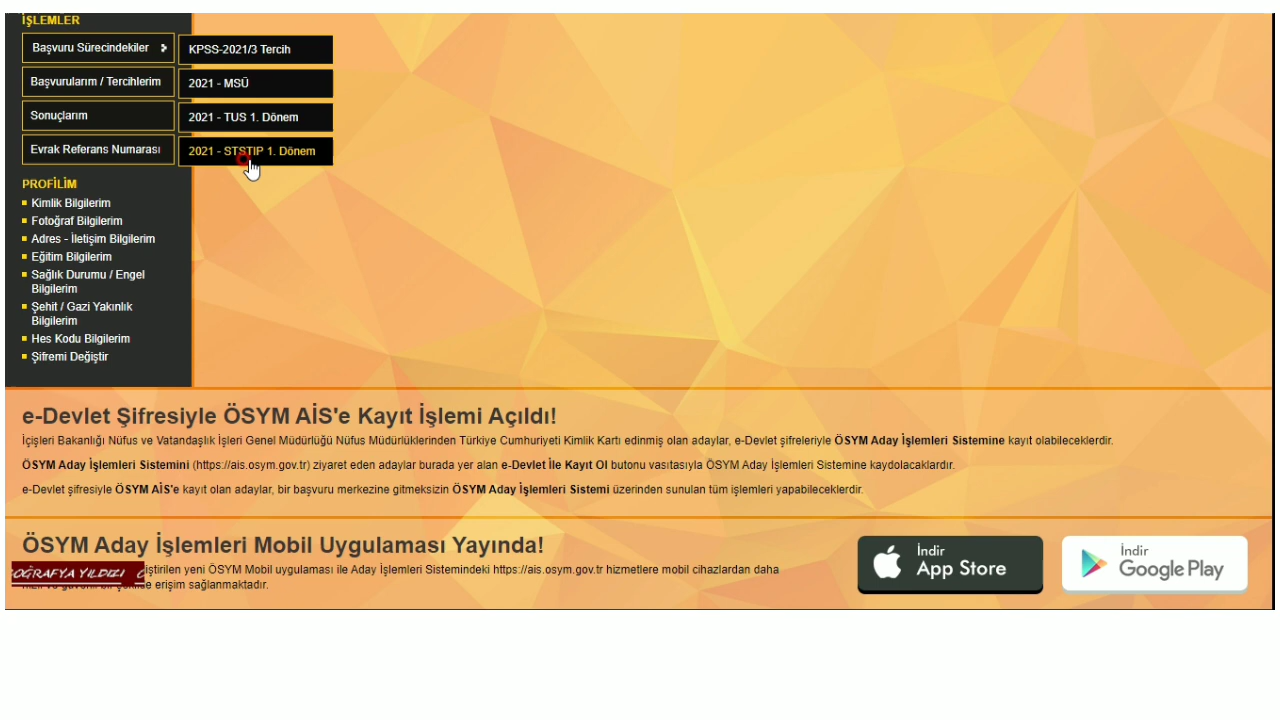 İŞLEMLER
Başvuru Sürecindekiler
KPSS-2021/3 Tercih
Başvurularım / Tercihlerim
2021 - MSÜ
Sonuçlarım
2021 - TUS 1. Dönem
Evrak Referans Numarası
2021 - STSTIP 1. Dönem
PROFİLİM
Kimlik Bilgilerim
Fotoğraf Bilgilerim
Adres - İletişim Bilgilerim
Eğitim Bilgilerim
Sağlık Durumu / Engel
Bilgilerim
Şehit / Gazi Yakınlık
Bilgilerim
Hes Kodu Bilgilerim
Şifremi Değiştir
e-Devlet Şifresiyle ÖSYM AİS'e Kayıt İşlemi Açıldı!
İçişleri Bakanlığı Nüfus ve Vatandaşlık İşleri Genel Müdürlüğü Nüfus Müdürlüklerinden Türkiye Cumhuriyeti Kimlik Kartı edinmiş olan adaylar, e-Devlet şifreleriyle ÖSYM Aday İşlemleri Sistemine kayıt olabileceklerdir.
ÖSYM Aday İşlemleri Sistemini (https://ais.osym.gov.tr) ziyaret eden adaylar burada yer alan e-Devlet İle Kayıt Ol butonu vasıtasıyla ÖSYM Aday İşlemleri Sistemine kaydolacaklardır.
e-Devlet şifresiyle ÖSYM AİS'e kayıt olan adaylar, bir başvuru merkezine gitmeksizin ÖSYM Aday İşlemleri Sistemi üzerinden sunulan tüm işlemleri yapabileceklerdir.
ÖSYM Aday İşlemleri Mobil Uygulaması Yayında!
OĞRAFYA YILDIZI
iştirilen yeni ÖSYM Mobil uygulaması ile Aday İşlemleri Sistemindeki https://ais.osym.gov.tr hizmetlere mobil cihazlardan daha
erişim sağlanmaktadır.
İndir
App Store
İndir
Google Play